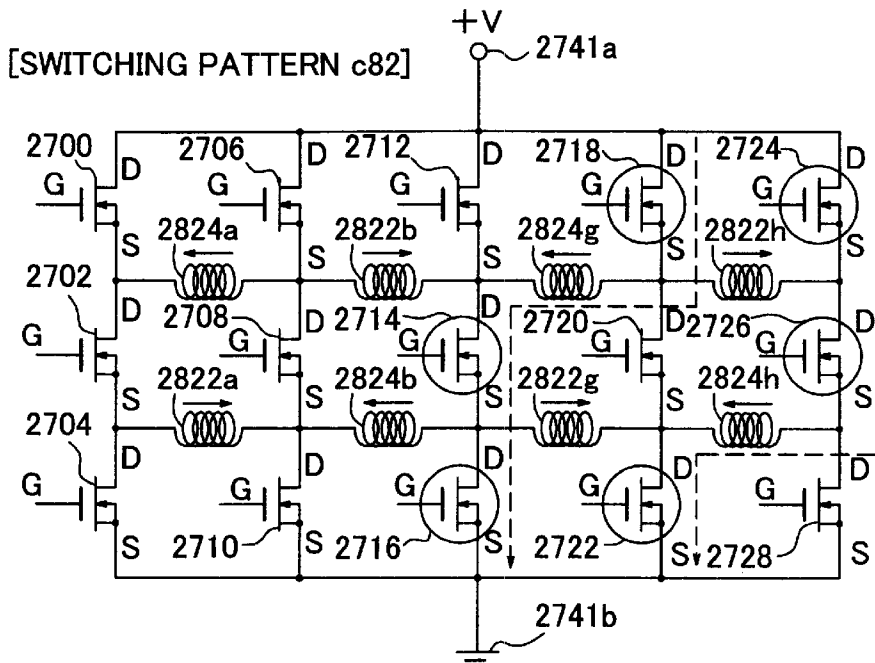 +V
2741a
[SWITCHING PATTERN c82]
2700 D 2706 D 2712 D 2718 D 2724 D
G G G G G
S S S S S
2824a 2822b 2824g 2822h
2702 D 2708 D 2714 D 2720 D 2726 D
G G G G G
S S S S S
2822a 2824b 2822g 2824h
2704 D D D D D
G G G G G
S 2710 S 2716 S 2722 S 2728 S
2741b